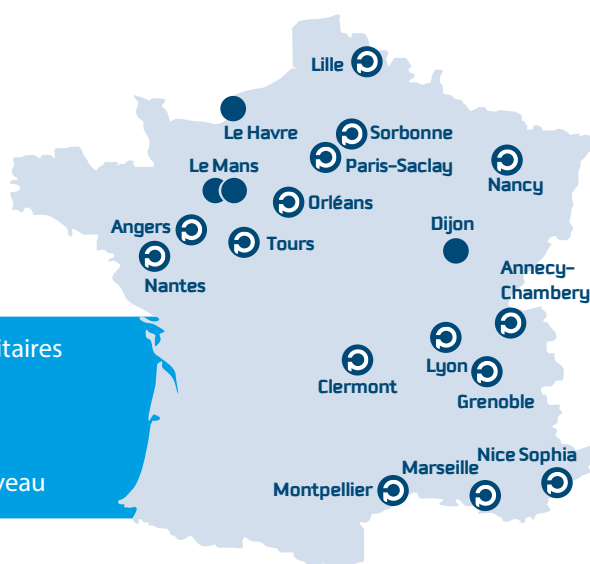 Lille
Le Havre
Sorbonne
Le Mans
Paris-Saclay
Nancy
Orléans
Angers
Dijon
Tours
Nantes
Annecy-
Chambery
itaires
Lyon
Clermont
Grenoble
Nice Sophia
Marseille
Montpellier
veau